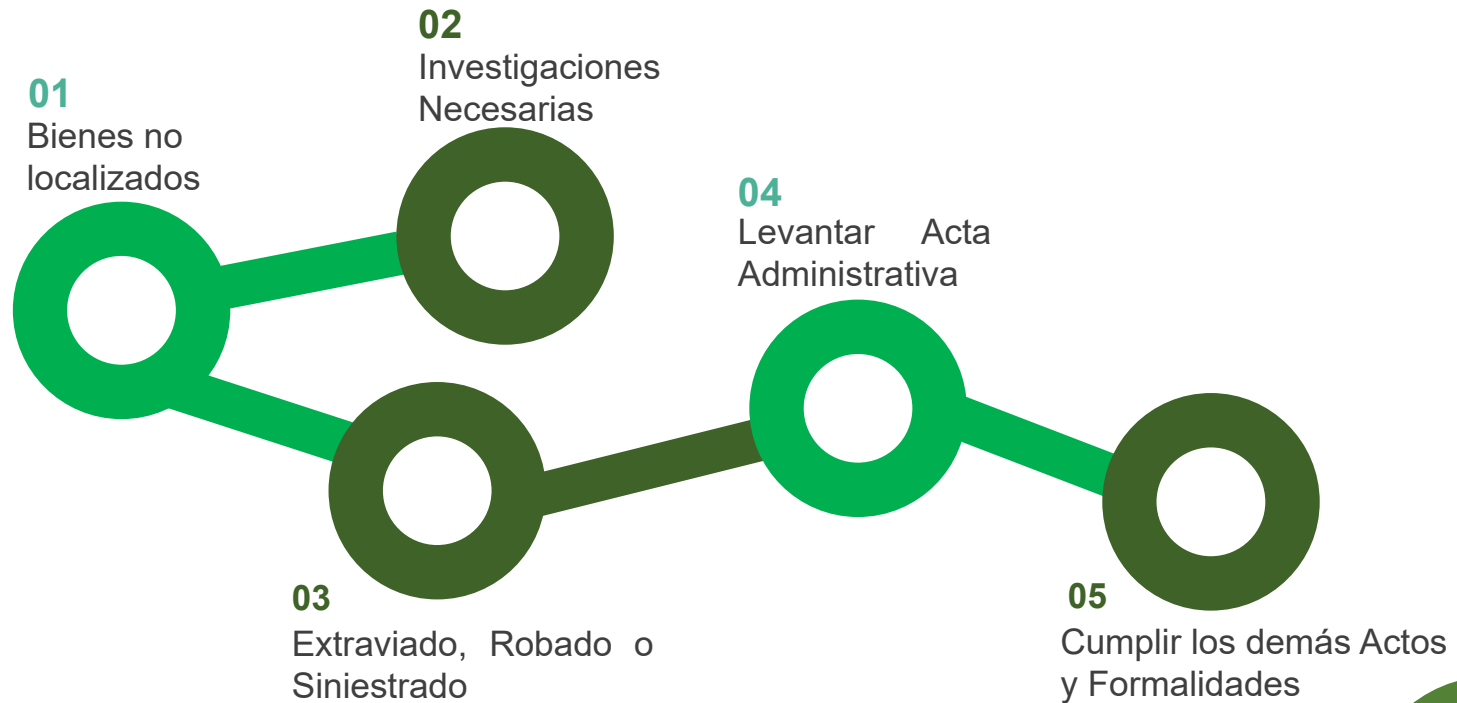 01
Bienes no
localizados
02
Investigaciones
Necesarias
03
Extraviado, Robado o
Siniestrado
04
Levantar Acta
Administrativa
05
Cumplir los demás Actos
y Formalidades